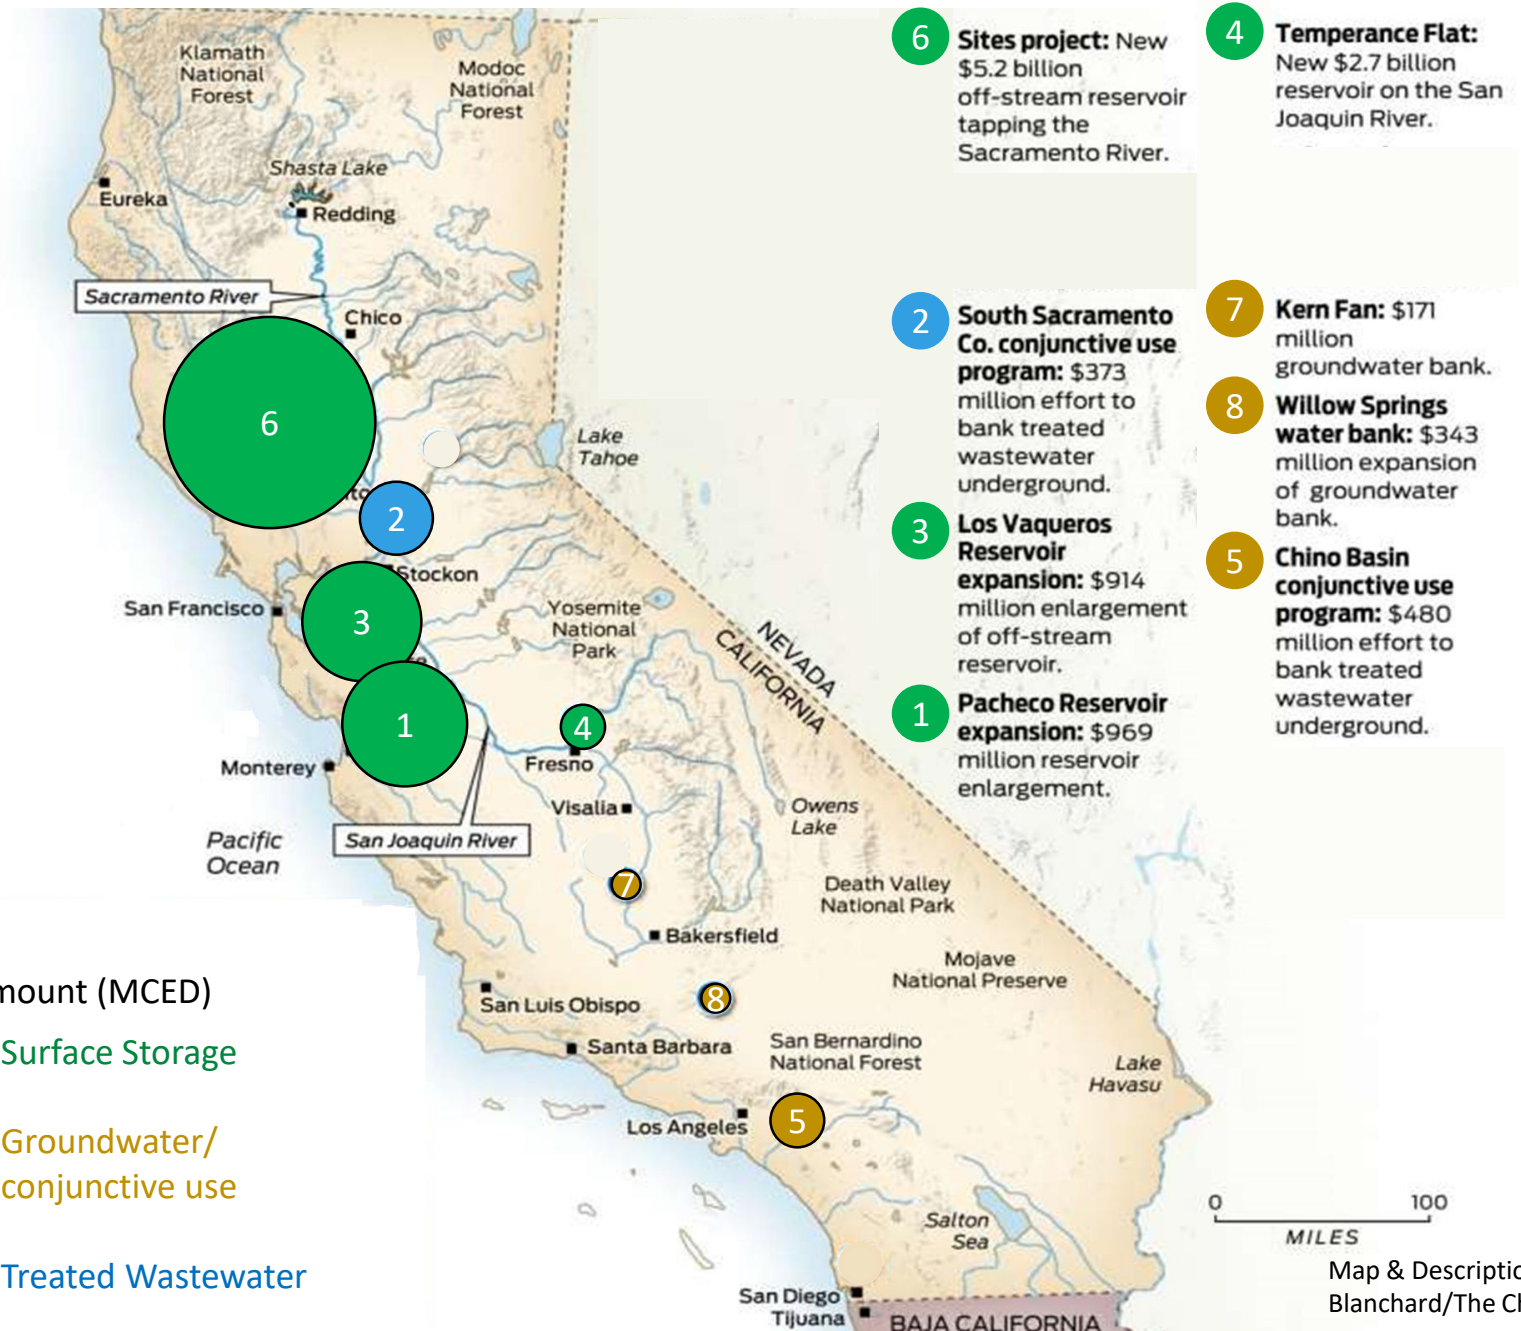 Klamath
National
Forest
Modoc
National
Forest
Shasta Lake
Eureka
Redding
Sacramento River
Chico
6
Lake
Tahoe
2
Stockon
San Francisco
3
Yosemite
National
Park
NEVADA
CALIFORNIA
1
4
Fresno
Monterey
Visalia
San Joaquin River
Owens
Lake
Pacific
Ocean
7
Death Valley
National Park
Bakersfield
Mojave
National Preserve
8
San Luis Obispo
Santa Barbara
San Bernardino
National Forest
Lake
Havasu
Los Angeles
5
Salton
Sea
San Diego
Tijuana
BAJA CALIFORNIA
0 100
MILES
6
Sites project: New
$5.2 billion
off-stream reservoir
tapping the
Sacramento River.
2
South Sacramento
Co. conjunctive use
program: $373
million effort to
bank treated
wastewater
underground.
3
Los Vaqueros
Reservoir
expansion: $914
million enlargement
of off-stream
reservoir.
1
Pacheco Reservoir
expansion: $969
million reservoir
enlargement.
4
Temperance Flat:
New $2.7 billion
reservoir on the San
Joaquin River.
7
Kern Fan: $171
million
groundwater bank.
8
Willow Springs
water bank: $343
million expansion
of groundwater
bank.
5
Chino Basin
conjunctive use
program: $480
million effort to
bank treated
wastewater
underground.
mount (MCED)
Surface Storage
Groundwater/
conjunctive use
Treated Wastewater
Map & Descriptio
Blanchard/The Ch